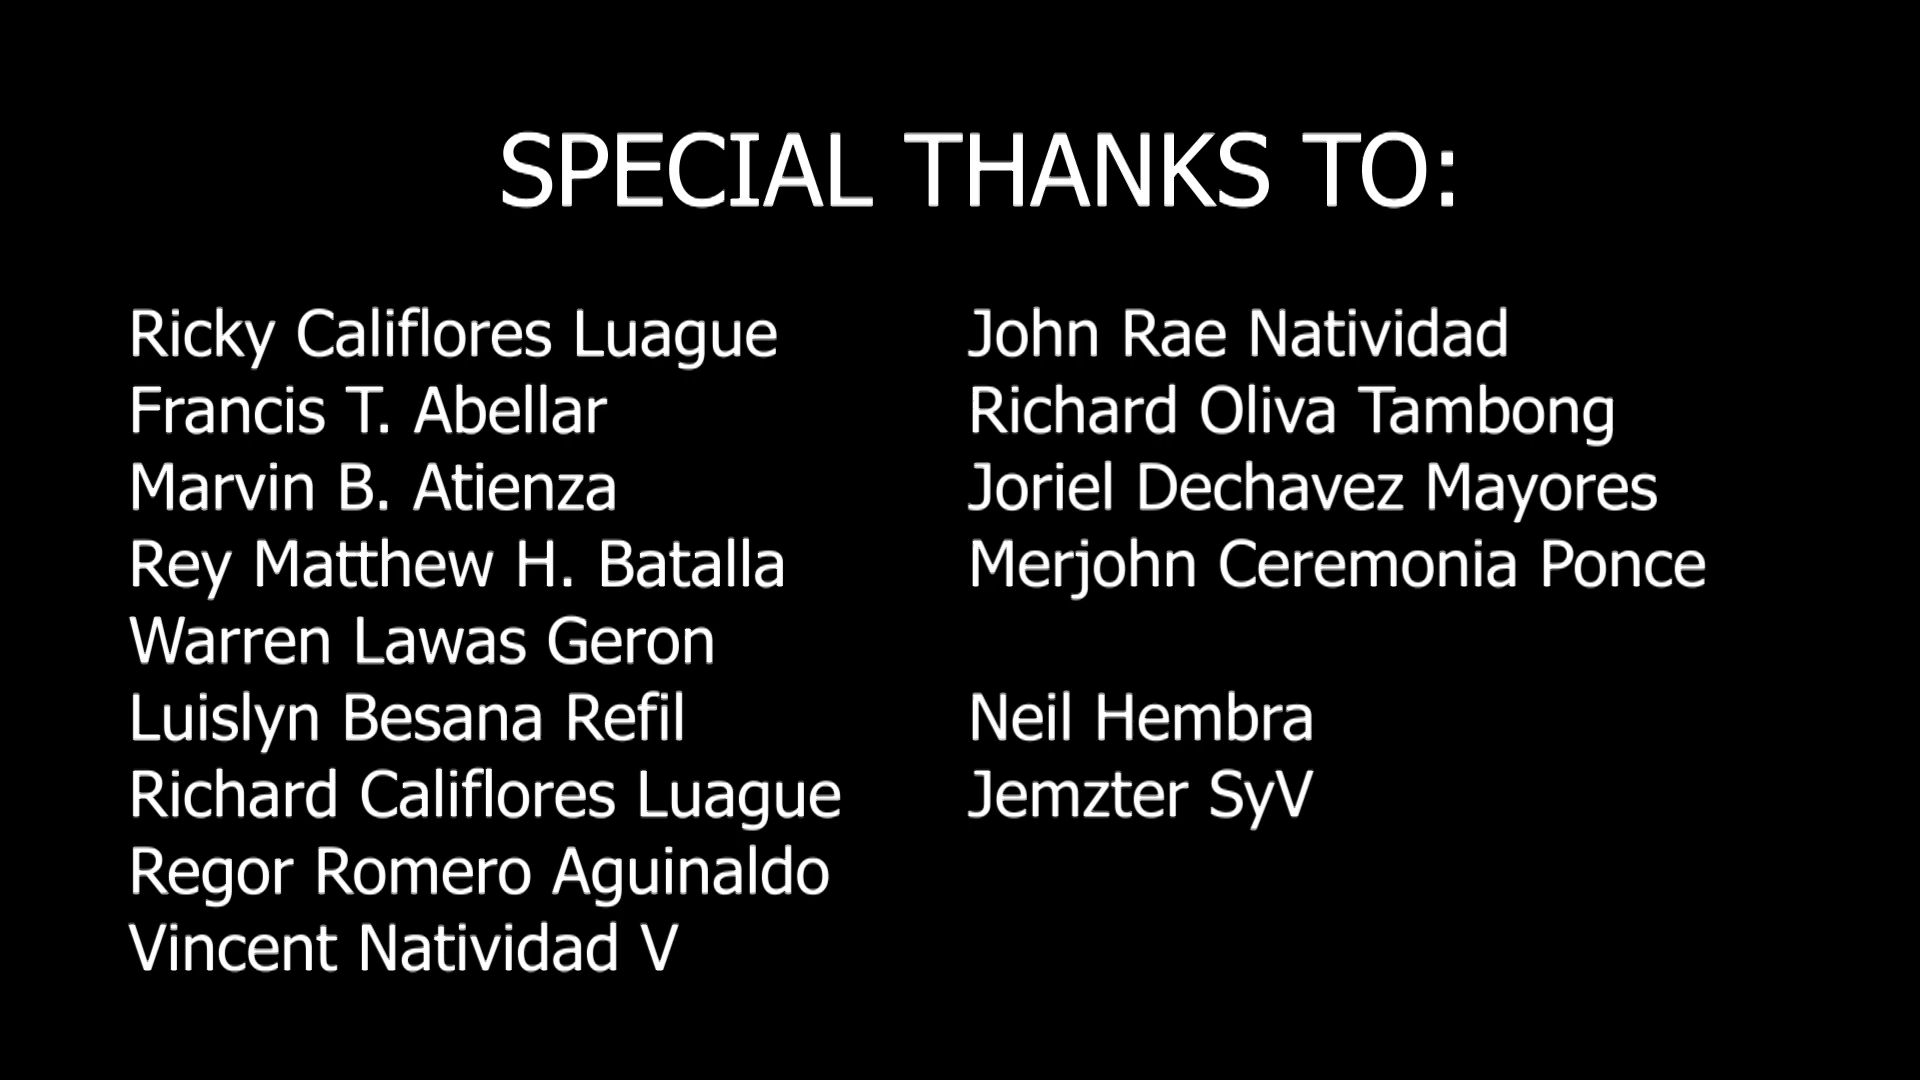 SPECIAL THANKS TO:
Ricky Califlores Luague
Francis T. Abellar
Marvin B. Atienza
Rey Matthew H. Batalla
Warren Lawas Geron
Luislyn Besana Refil
Richard Califlores Luague
Regor Romero Aguinaldo
Vincent Natividad V
John Rae Natividad
Richard Oliva Tambong
Joriel Dechavez Mayores
Merjohn Ceremonia Ponce
Neil Hembra
Jemzter SyV